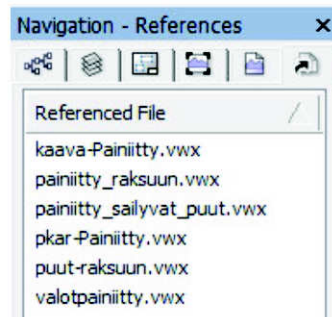 Navigation - References
Referenced File
kaava-Painiitty.vwx
painiitty_raksuun.vwx
painiitty_sailyvat_puut.vwx
pkar-Painiitty.vwx
puut-raksuun.vwx
valotpainiitty.vwx